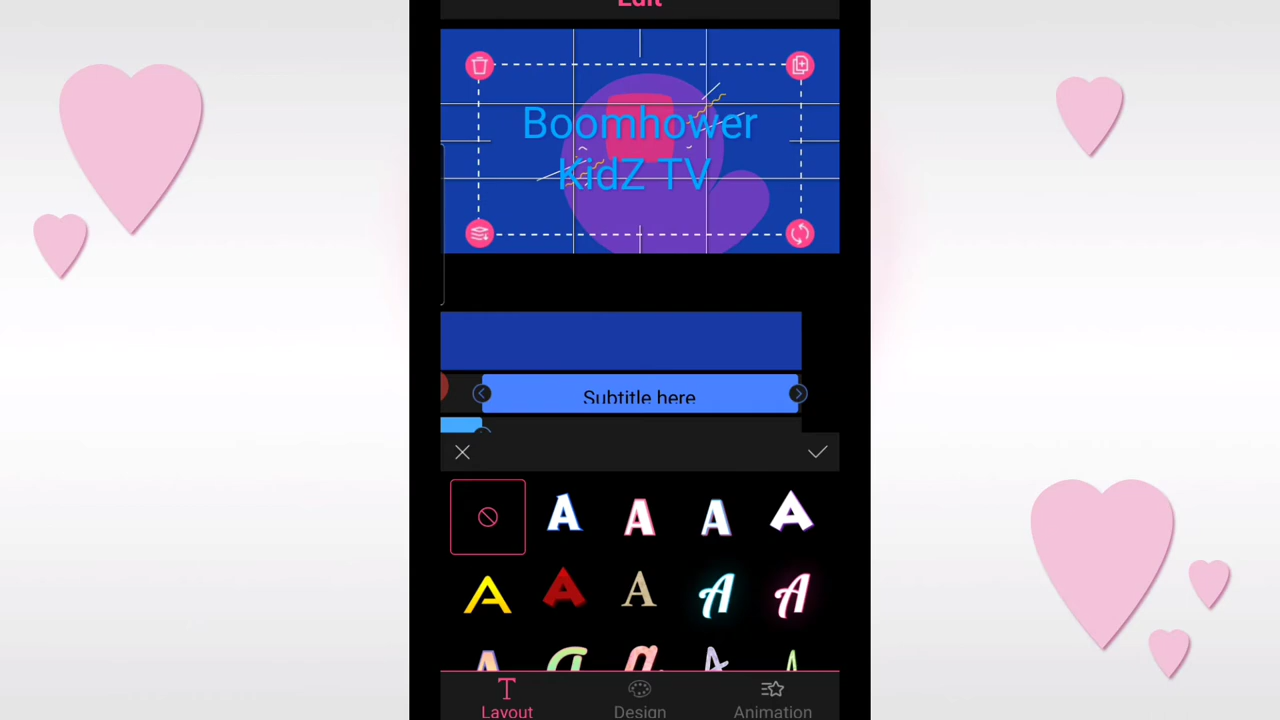 Edit
Boomhower
KidZ TV
Subtitle here
A A A A
A A A A A
A a a A A
Layout Design Animation